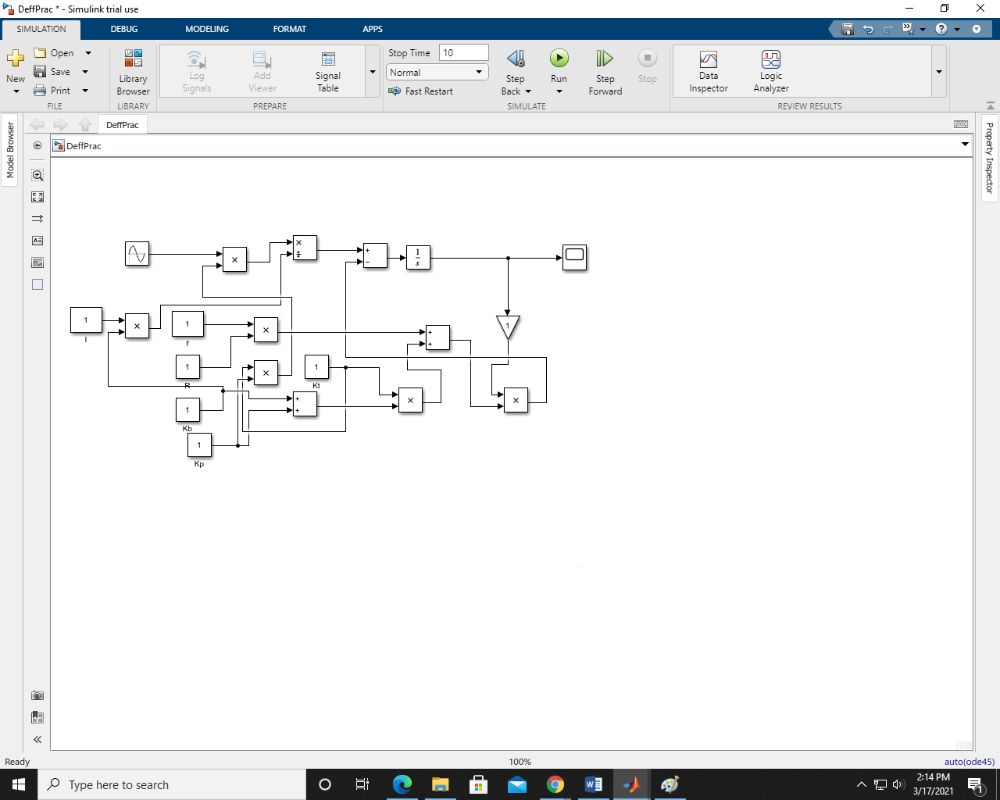 DeffPrac * - Simulink trial use
SIMULATION
DEBUG
MODELING
FORMAT
APPS
New
Open
Save
Print
FILE
Library
Browser
LIBRARY
Log
Signals
Add
Viewer
Signal
Table
PREPARE
Stop Time 10
Normal
Fast Restart
Step
Back
Run
Step
Forward
Stop
SIMULATE
Data
Inspector
Logic
Analyzer
REVIEW RESULTS
Model Browser
DeffPrac
DeffPrac
Property Inspector
×
×
÷
+
−
1
s
1
I
×
1
f
×
+
+
1
1
R
×
1
Kt
1
Kb
+
+
×
×
1
Kp
Ready
100%
auto(ode45)
Type here to search
2:14 PM
3/17/2021
1